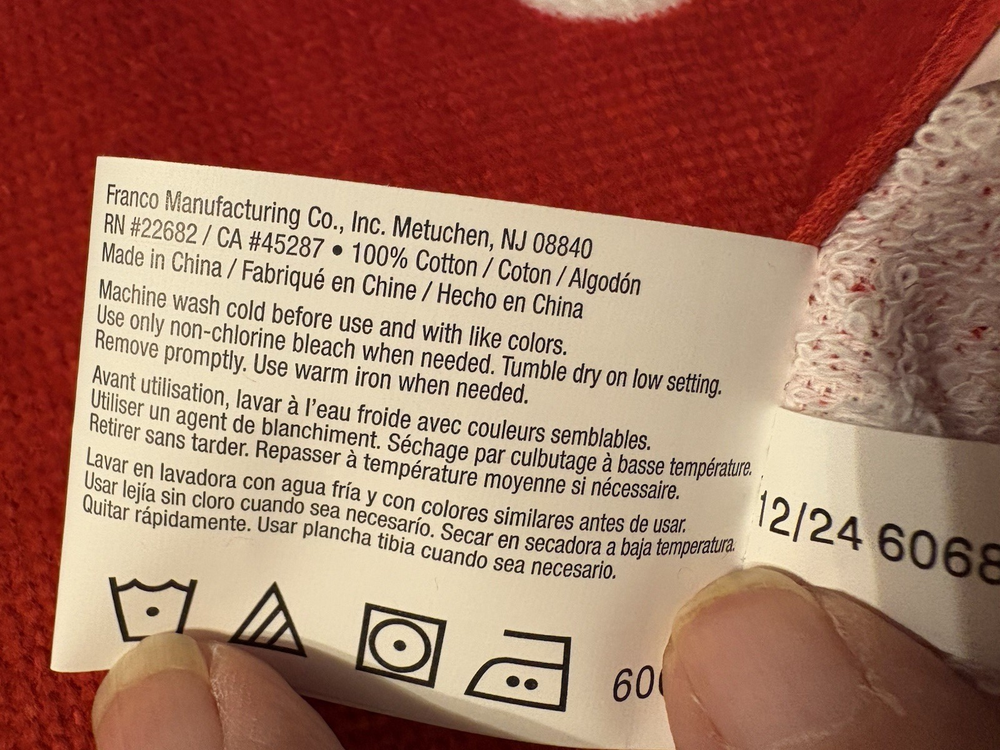 Franco Manufacturing Co., Inc. Metuchen, NJ 08840
RN #22682 / CA #45287 • 100% Cotton / Coton / Algodón
Made in China / Fabriqué en Chine / Hecho en China
Machine wash cold before use and with like colors.
Use only non-chlorine bleach when needed. Tumble dry on low setting.
Remove promptly. Use warm iron when needed.
Avant utilisation, lavar à l'eau froide avec couleurs semblables.
Utiliser un agent de blanchiment. Séchage par culbutage à basse température.
Retirer sans tarder. Repasser à température moyenne si nécessaire.
Lavar en lavadora con agua fría y con colores similares antes de usar.
Usar lejía sin cloro cuando sea necesario. Secar en secadora a baja temperatura.
Quitar rápidamente. Usar plancha tibia cuando sea necesario.
12/24